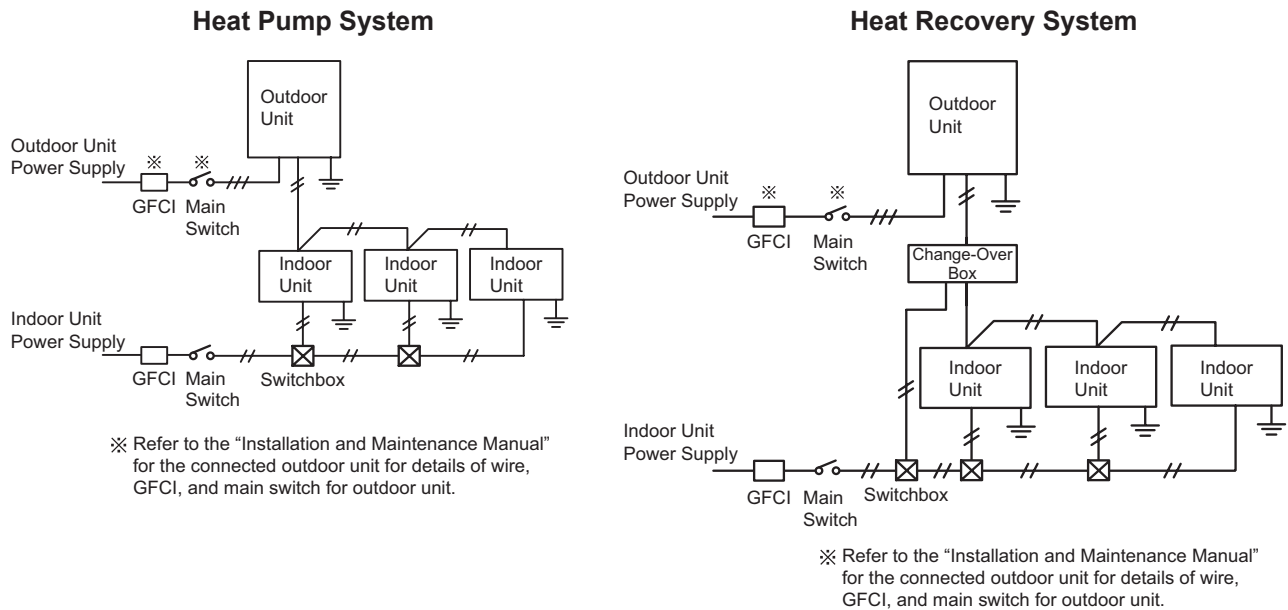 Heat Pump System
Outdoor
Unit
Outdoor Unit
Power Supply
※
※
GFCI
Main
Switch
Indoor
Unit
Indoor
Unit
Indoor
Unit
Indoor Unit
Power Supply
GFCI
Main
Switch
Switchbox
※ Refer to the “Installation and Maintenance Manual”
for the connected outdoor unit for details of wire,
GFCI, and main switch for outdoor unit.
Heat Recovery System
Outdoor
Unit
Outdoor Unit
Power Supply
※
※
GFCI
Main
Switch
Change-Over
Box
Indoor
Unit
Indoor
Unit
Indoor
Unit
Indoor Unit
Power Supply
GFCI
Main
Switch
Switchbox
※ Refer to the “Installation and Maintenance Manual”
for the connected outdoor unit for details of wire,
GFCI, and main switch for outdoor unit.